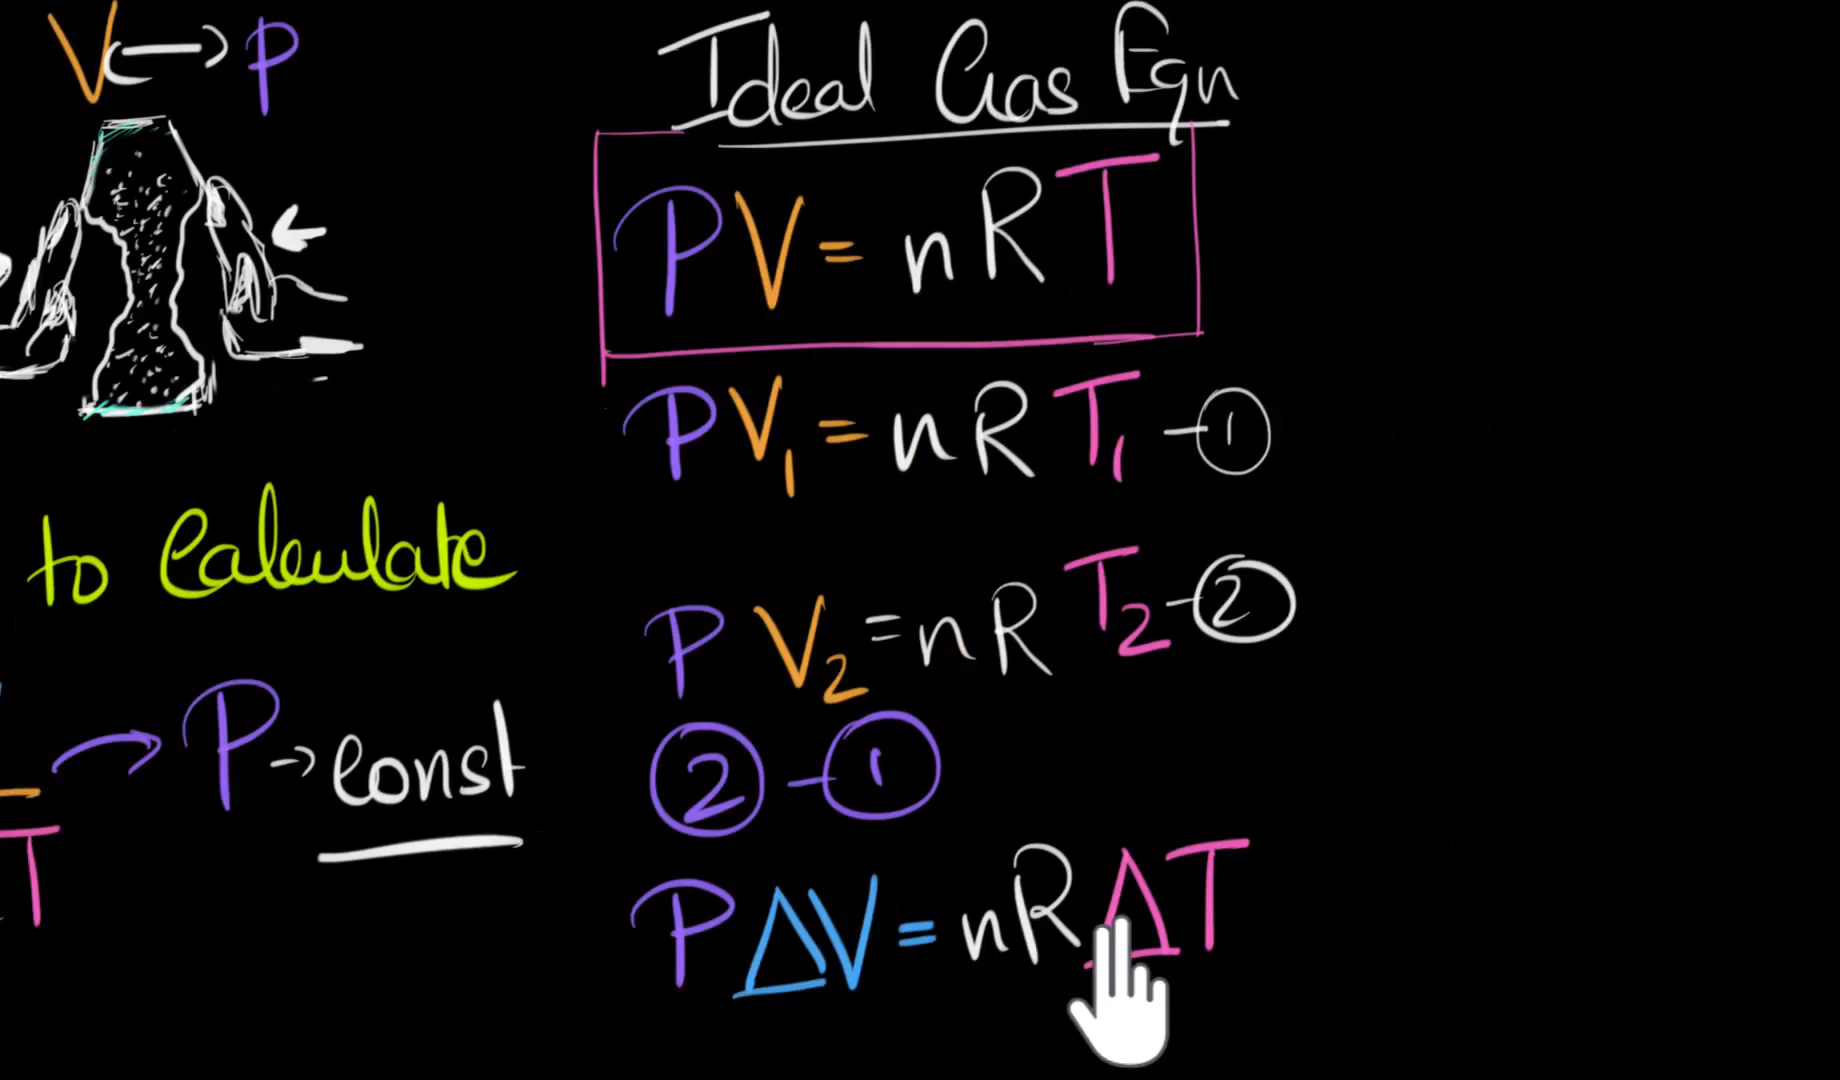 V ↔ P
to Calculate
P → const
T
Ideal Gas Eqn
PV = nRT
PV₁ = nRT₁ - ①
PV₂ = nRT₂ - ②
② - ①
PΔV = nRΔT